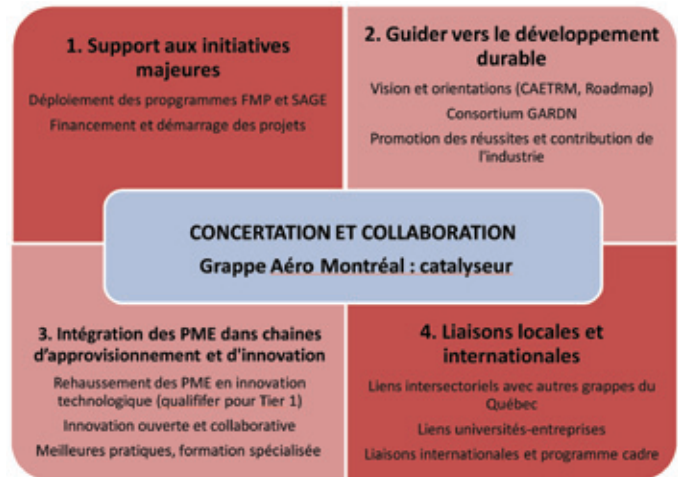 1. Support aux initiatives
majeures
Déploiement des propgrammes FMP et SAGE
Financement et démarrage des projets
2. Guider vers le développement
durable
Vision et orientations (CAETRM, Roadmap)
Consortium GARDN
Promotion des réussites et contribution de
l'industrie
CONCERTATION ET COLLABORATION
Grappe Aéro Montréal : catalyseur
3. Intégration des PME dans chaines
d'approvisionnement et d'innovation
Rehaussement des PME en innovation
technologique (qualififer pour Tier 1)
Innovation ouverte et collaborative
Meilleures pratiques, formation spécialisée
4. Liaisons locales et
internationales
Liens intersectoriels avec autres grappes du
Québec
Liens universités-entreprises
Liaisons internationales et programme cadre